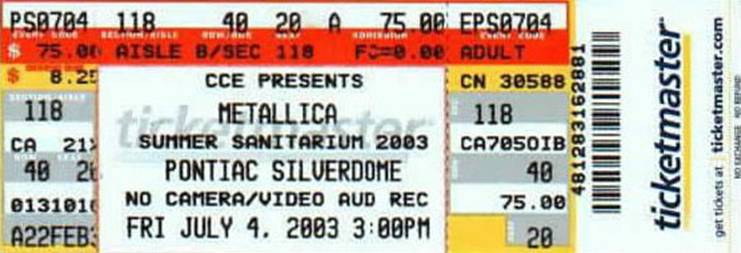 PS0704 118 40 20 A 75.00 EPS0704
$ 75.00 AISLE B/SEC 118 FC=0.00 ADULT
$ 8.25 CCE PRESENTS CN 30588
118 METALLICA 118
ticketmaster
CA 21X SUMMER SANITARIUM 2003 CA7050IB
40 20 PONTIAC SILVERDOME 40
013101 NO CAMERA/VIDEO AUD REC 75.00
A22FEB3 FRI JULY 4, 2003 3:00PM 20
481283162881
ticketmaster
get tickets at ticketmaster.com
NO EXCHANGE NO REFUND